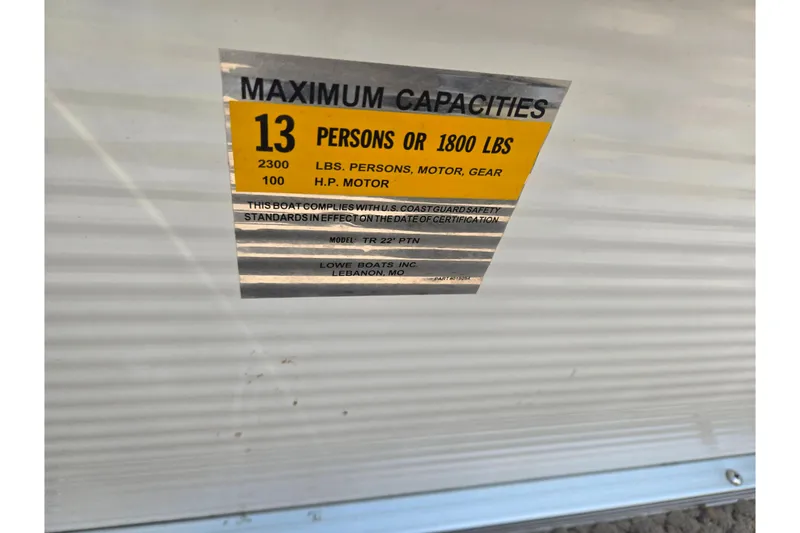 MAXIMUM CAPACITIES
13 PERSONS OR 1800 LBS
2300 LBS. PERSONS, MOTOR, GEAR
100 H.P. MOTOR
THIS BOAT COMPLIES WITH U.S. COAST GUARD SAFETY
STANDARDS IN EFFECT ON THE DATE OF CERTIFICATION
MODEL: TR 22' PTN
LOWE BOATS INC.
LEBANON, MO